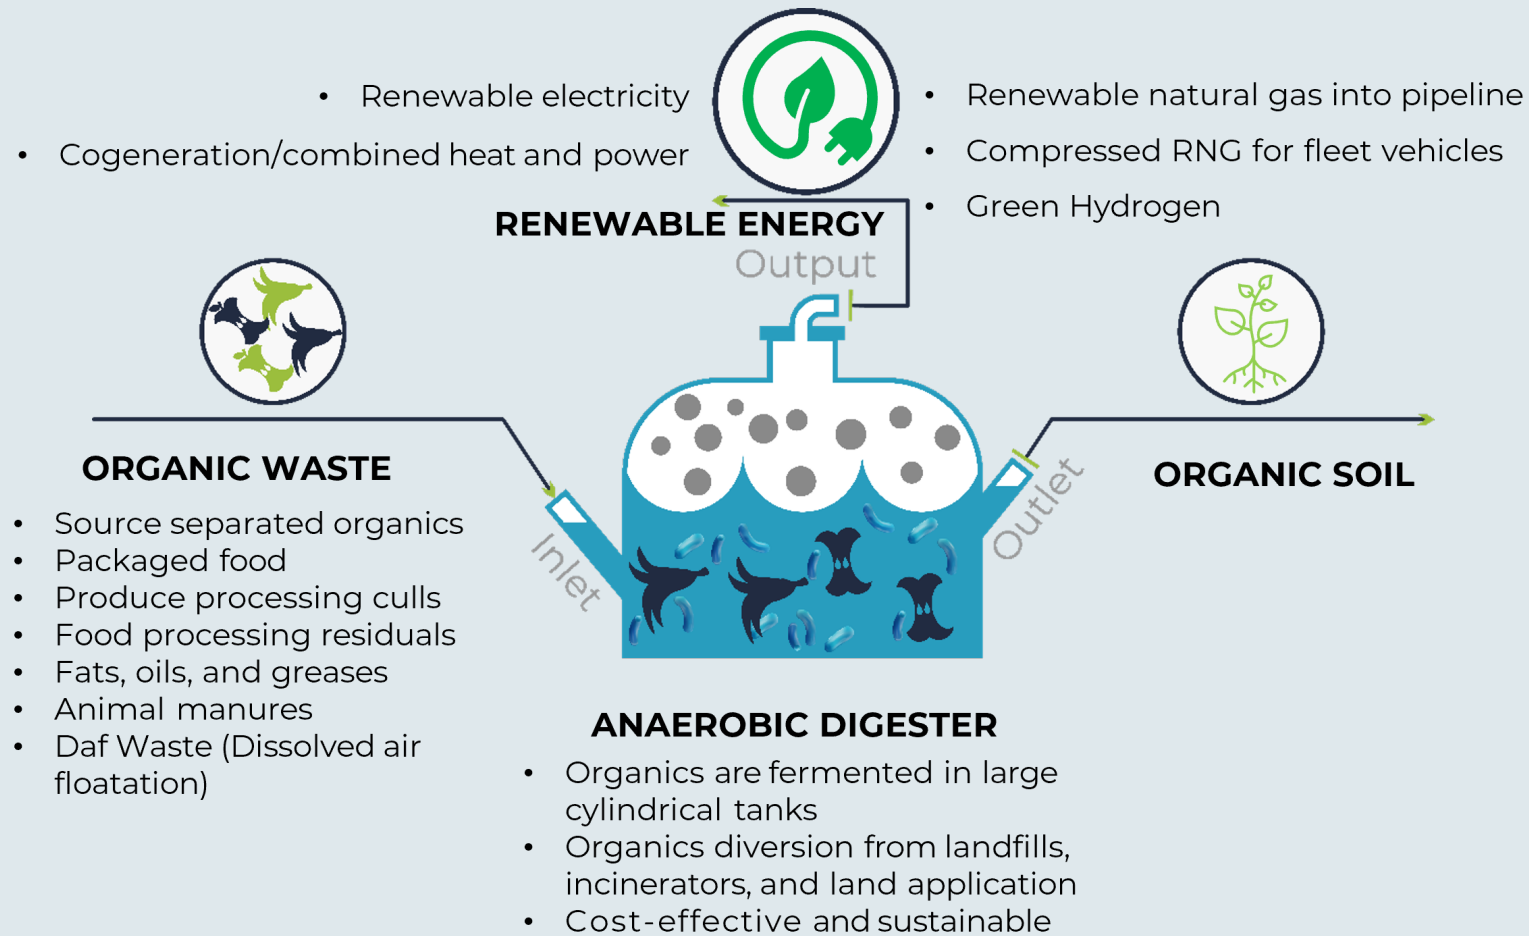 • Renewable electricity
• Cogeneration/combined heat and power
• Renewable natural gas into pipeline
• Compressed RNG for fleet vehicles
• Green Hydrogen
RENEWABLE ENERGY
Output
ORGANIC WASTE
• Source separated organics
• Packaged food
• Produce processing culls
• Food processing residuals
• Fats, oils, and greases
• Animal manures
• Daf Waste (Dissolved air
floatation)
Inlet
Outlet
ORGANIC SOIL
ANAEROBIC DIGESTER
• Organics are fermented in large
cylindrical tanks
• Organics diversion from landfills,
incinerators, and land application
• Cost-effective and sustainable